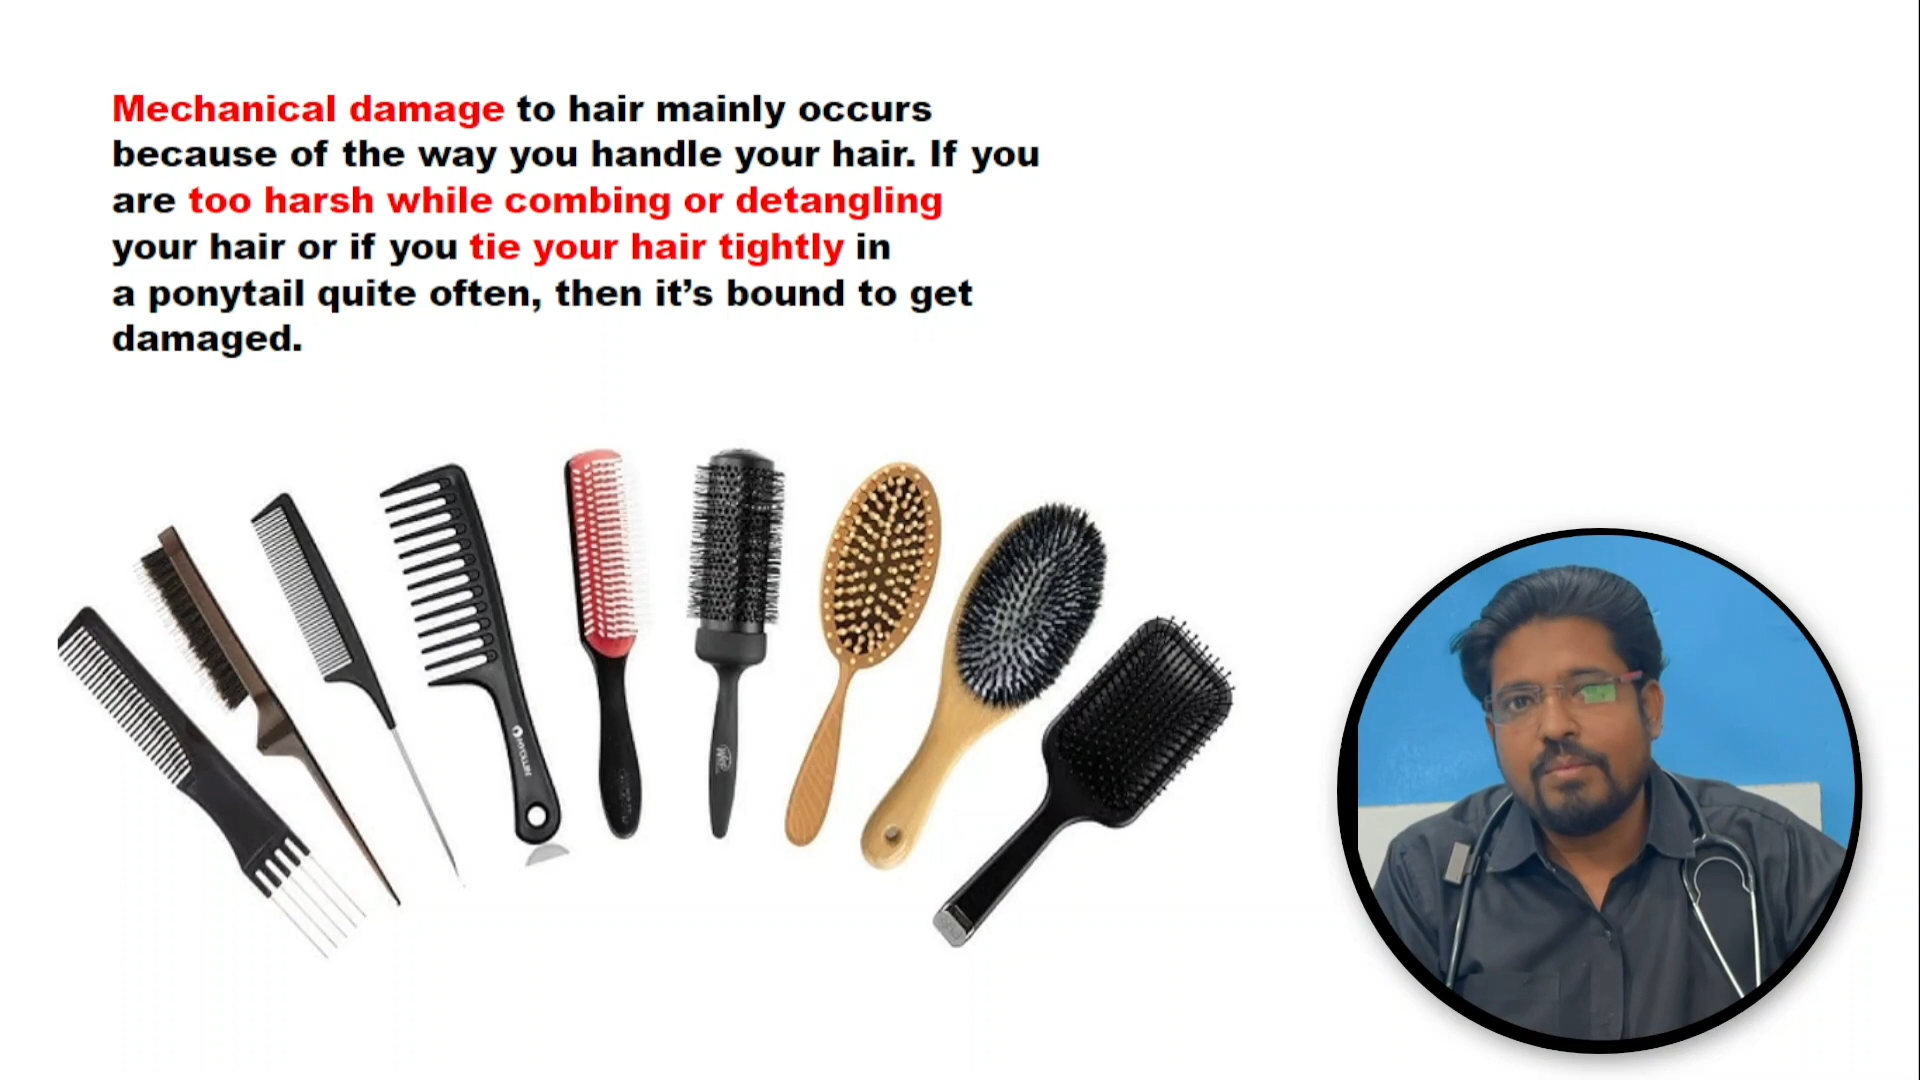 Mechanical damage to hair mainly occurs
because of the way you handle your hair. If you
are too harsh while combing or detangling
your hair or if you tie your hair tightly in
a ponytail quite often, then it’s bound to get
damaged.